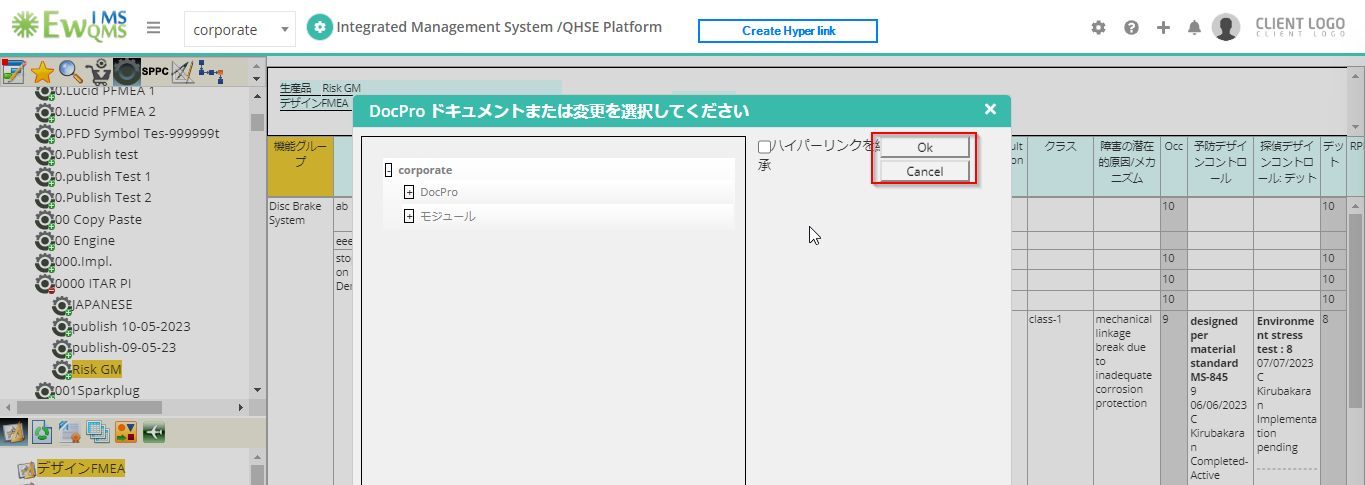 EwIMS
QMS
corporate
Integrated Management System /QHSE Platform
Create Hyper link
CLIENT LOGO
CLIENT LOGO
SPPC
0.Lucid PFMEA 1
0.Lucid PFMEA 2
0.PFD Symbol Tes-999999t
0.Publish test
0.publish Test 1
0.Publish Test 2
00 Copy Paste
00 Engine
000.Impl.
0000 ITAR PI
JAPANESE
publish 10-05-2023
publish-09-05-23
Risk GM
001Sparkplug
デザインFMEA
生産品 Risk GM
デザインFMEA
DocPro ドキュメントまたは変更を選択してください
×
corporate
DocPro
モジュール
ハイパーリンクを
承
Ok
Cancel
機能グルー
プ
クラス
障害の潜在
的原因/メカ
ニズム
Occ
予防デザイ
ンコントロ
ール
探偵デザイ
ンコントロ
ール: デット
デッ
ト
RP
Disc Brake
System
ab
eee
sto
on
Der
10
10
10
10
10
10
10
10
class-1
mechanical
linkage
break due
to
inadequate
corrosion
protection
9
designed
per
material
standard
MS-845
9
06/06/2023
C
Kirubakara
n
Completed-
Active
Environme
nt stress
test : 8
07/07/2023
C
Kirubakara
n
Implementa
tion
pending
8